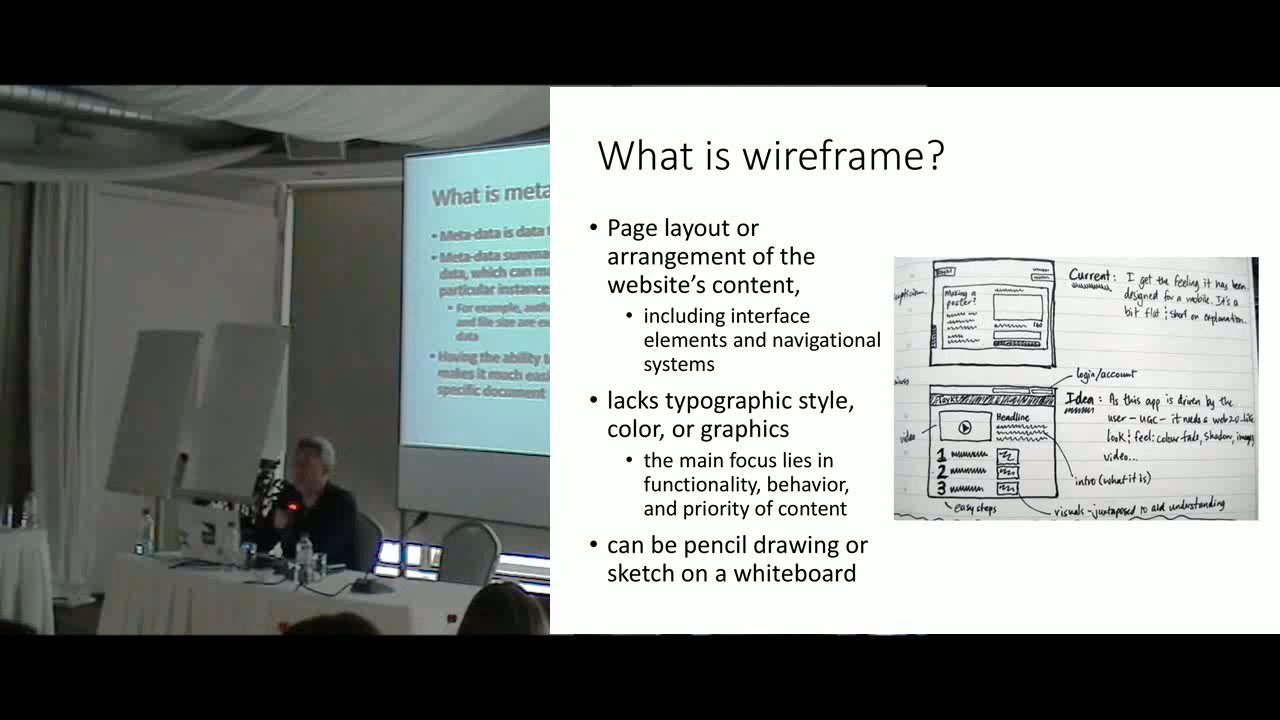 What is meta
• Meta-data is data
• Meta-data summa
data, which can ma
particular instance
• For example, auth
and file size are ex
data
• Having the ability t
makes it much easi
specific document
What is wireframe?
• Page layout or
arrangement of the
website's content,
• including interface
elements and navigational
systems
• lacks typographic style,
color, or graphics
• the main focus lies in
functionality, behavior,
and priority of content
• can be pencil drawing or
sketch on a whiteboard
Making a
poster?
Current: I get the feeling it has been
designed for a mobile. It's a
bit flat & short on explanation.
login/account
Idea: As this app is driven by the
user - UGC - it needs a web 2.0-like
look & feel: colour fade, shadow, image,
video...
video
Headline
1
2
3
intro (what it is)
easy steps
visuals - juxtaposed to aid understanding